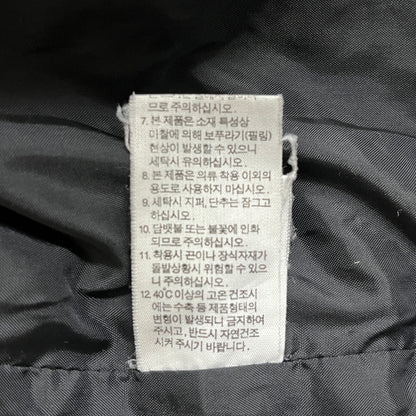 므로 주의하십시오.
7. 본 제품은 소재 특성상
마찰에 의해 보푸라기(필링)
현상이 발생할 수 있으니
세탁시 유의하십시오.
8. 본 제품은 의류 착용 이외의
용도로 사용하지 마십시오.
9. 세탁시 지퍼, 단추는 잠그고
하십시오.
10. 담뱃불 또는 불꽃에 인화
되므로 주의하십시오.
11. 착용시 끈이나 장식자재가
돌발상황시 위험할 수 있으
니 주의하십시오.
12. 40℃이상의 고온 건조시
에는 수축 등 제품형태의
변형이 발생되니 금지하여
주시고, 반드시 자연건조
시켜 주시기 바랍니다.